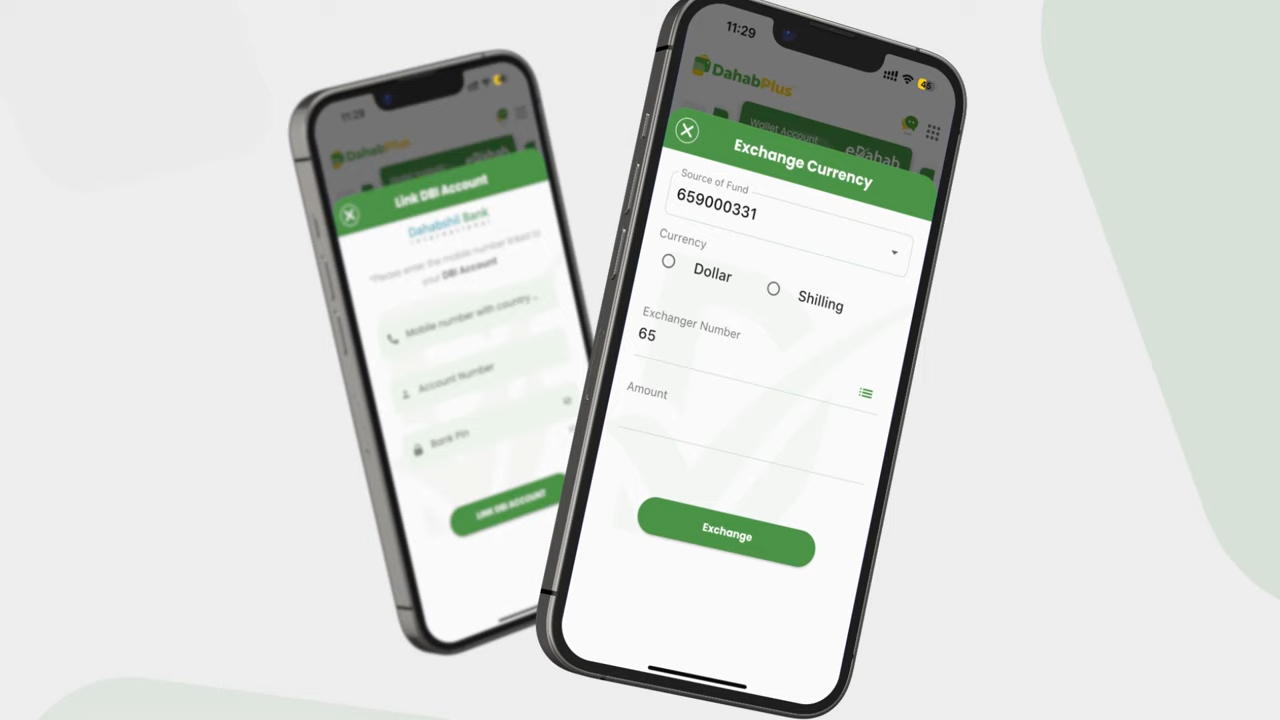 11:29
DahabPlus
Link DBI Account
Dahabshil Bank
International
*Please enter the mobile number linked to
your DBI Account
Mobile number with country ..
Account Number
Bank Pin
LINK DBI ACCOUNT
11:29
45
DahabPlus
Wallet Account
eDahab
Exchange Currency
Source of Fund
659000331
Currency
Dollar
Shilling
Exchanger Number
65
Amount
Exchange